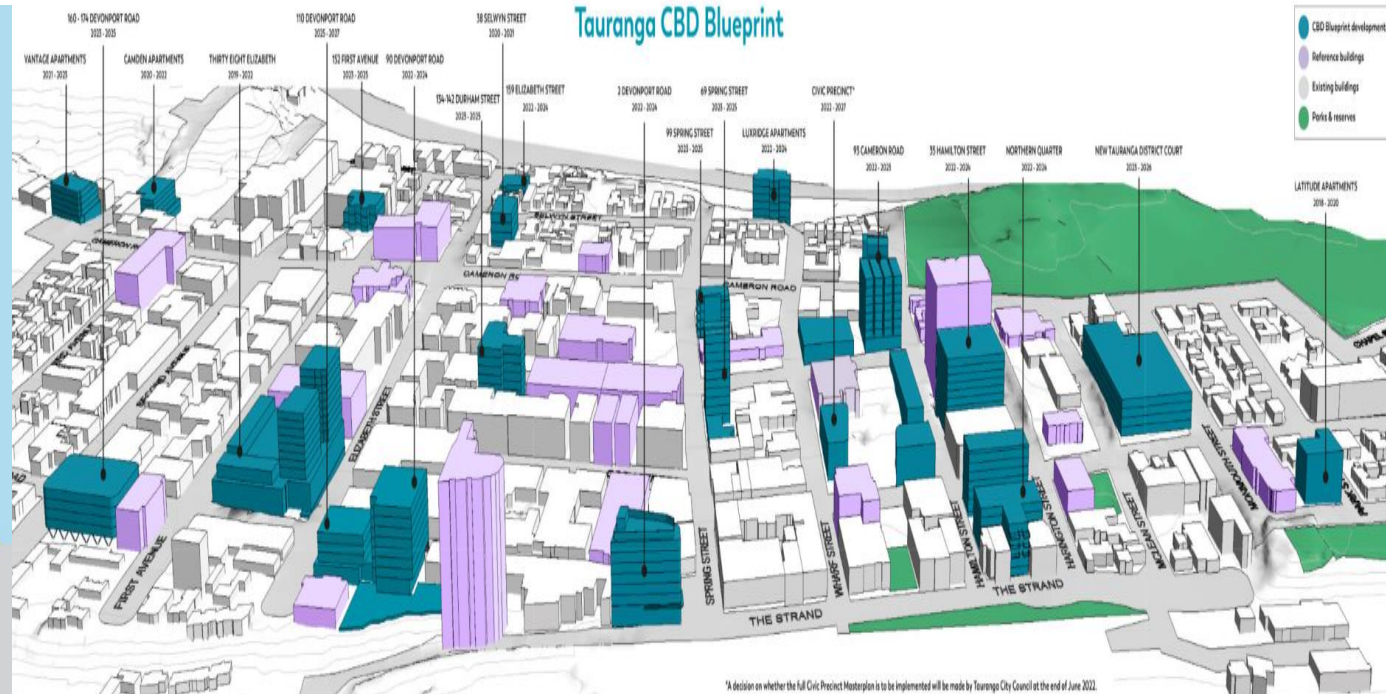 Tauranga CBD Blueprint
CBD Blueprint development
Reference buildings
Existing buildings
Parks & reserves
160 - 174 DEVONPORT ROAD
2023 - 2025
110 DEVONPORT ROAD
2025 - 2027
38 SELWYN STREET
2020 - 2021
VANTAGE APARTMENTS
2021 - 2023
CAMDEN APARTMENTS
2020 - 2022
THIRTY EIGHT ELIZABETH
2019 - 2022
152 FIRST AVENUE
2023 - 2025
90 DEVONPORT ROAD
2022 - 2024
134-142 DURHAM STREET
2023 - 2025
159 ELIZABETH STREET
2022 - 2024
2 DEVONPORT ROAD
2022 - 2024
69 SPRING STREET
2023 - 2025
99 SPRING STREET
2023 - 2025
LUXRIDGE APARTMENTS
2022 - 2024
CIVIC PRECINCT*
2022 - 2027
93 CAMERON ROAD
2022 - 2025
35 HAMILTON STREET
2022 - 2024
NORTHERN QUARTER
2022 - 2024
NEW TAURANGA DISTRICT COURT
2023 - 2026
LATITUDE APARTMENTS
2018 - 2020
SELWYN STREET
CAMERON
CAMERON
CAMERON ROAD
CHAPEL
SECOND AVENUE
ELIZABETH STREET
FIRST AVENUE
SPRING STREET
WHARF STREET
HAMILTON STREET
HARINGTON STREET
MCLEAN STREET
MONMOUTH STREET
THE STRAND
THE STRAND
*A decision on whether the full Civic Precinct Masterplan is to be implemented will be made by Tauranga City Council at the end of June 2022.